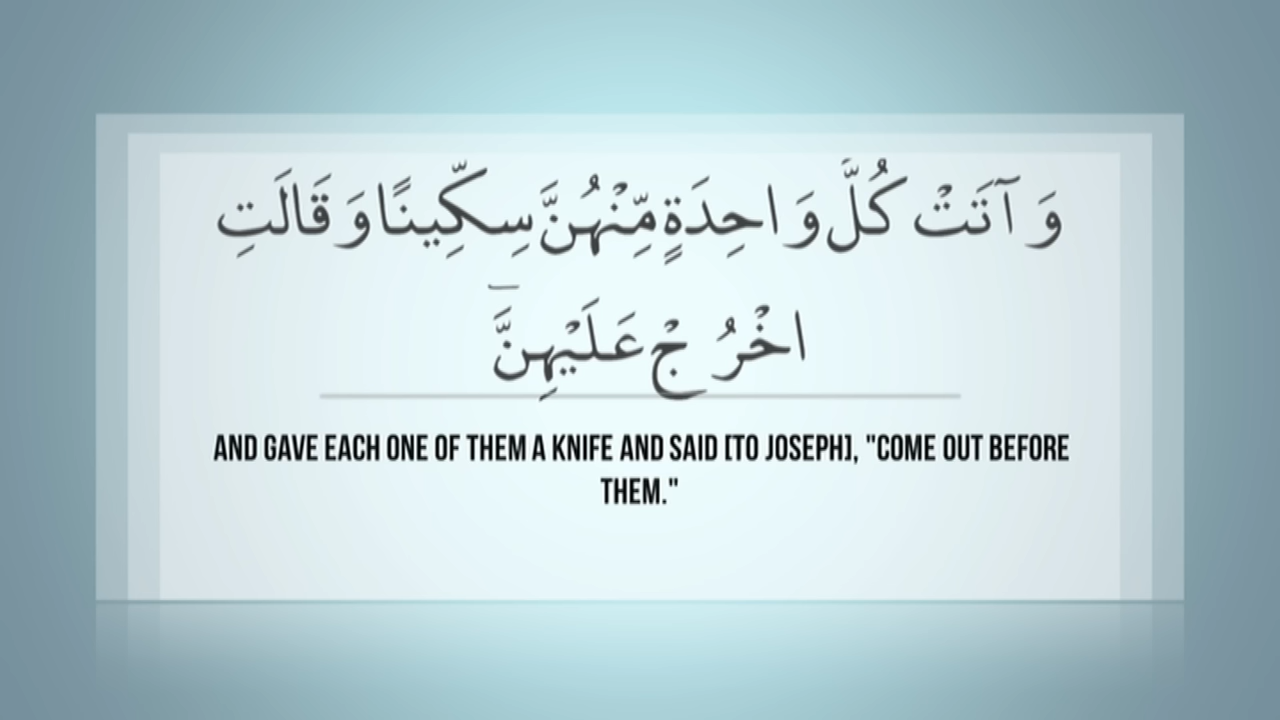 وَآتَتْ كُلَّ وَاحِدَةٍ مِّنْهُنَّ سِكِّينًا وَقَالَتِ
اخْرُجْ عَلَيْهِنَّ ۖ
AND GAVE EACH ONE OF THEM A KNIFE AND SAID [TO JOSEPH], "COME OUT BEFORE
THEM."